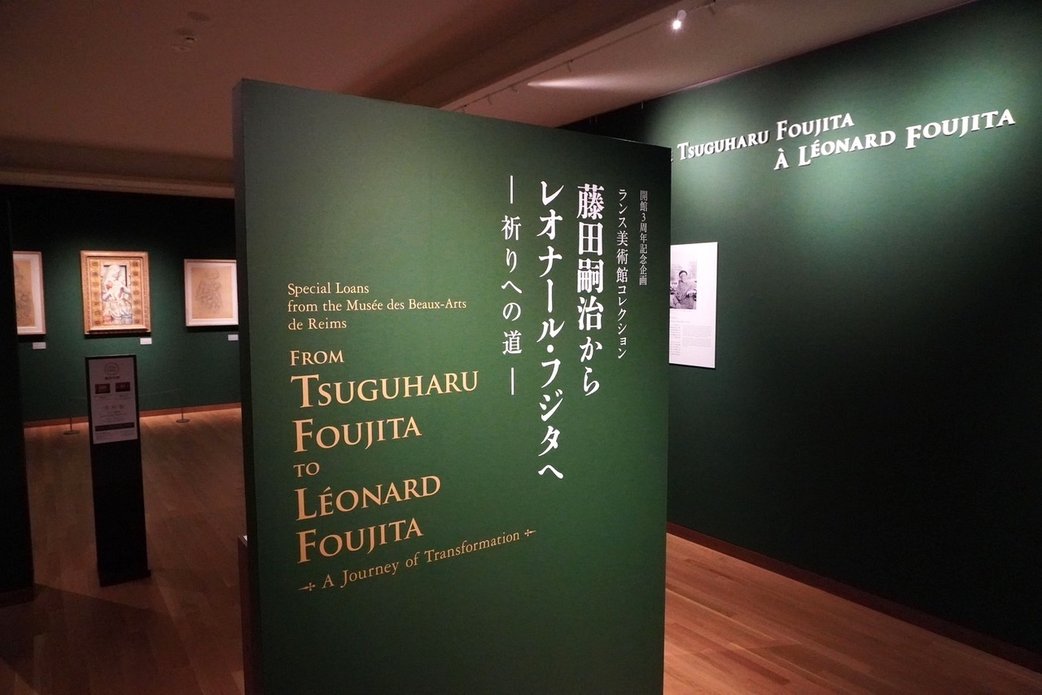 開館3周年記念企画
ランス美術館コレクション
藤田嗣治から
レオナール・フジタへ
― 祈りへの道 ―
Special Loans
from the Musée des Beaux-Arts
de Reims
FROM
TSUGUHARU
FOUJITA
TO
LÉONARD
FOUJITA
A Journey of Transformation
TSUGUHARU FOUJITA
À LÉONARD FOUJITA